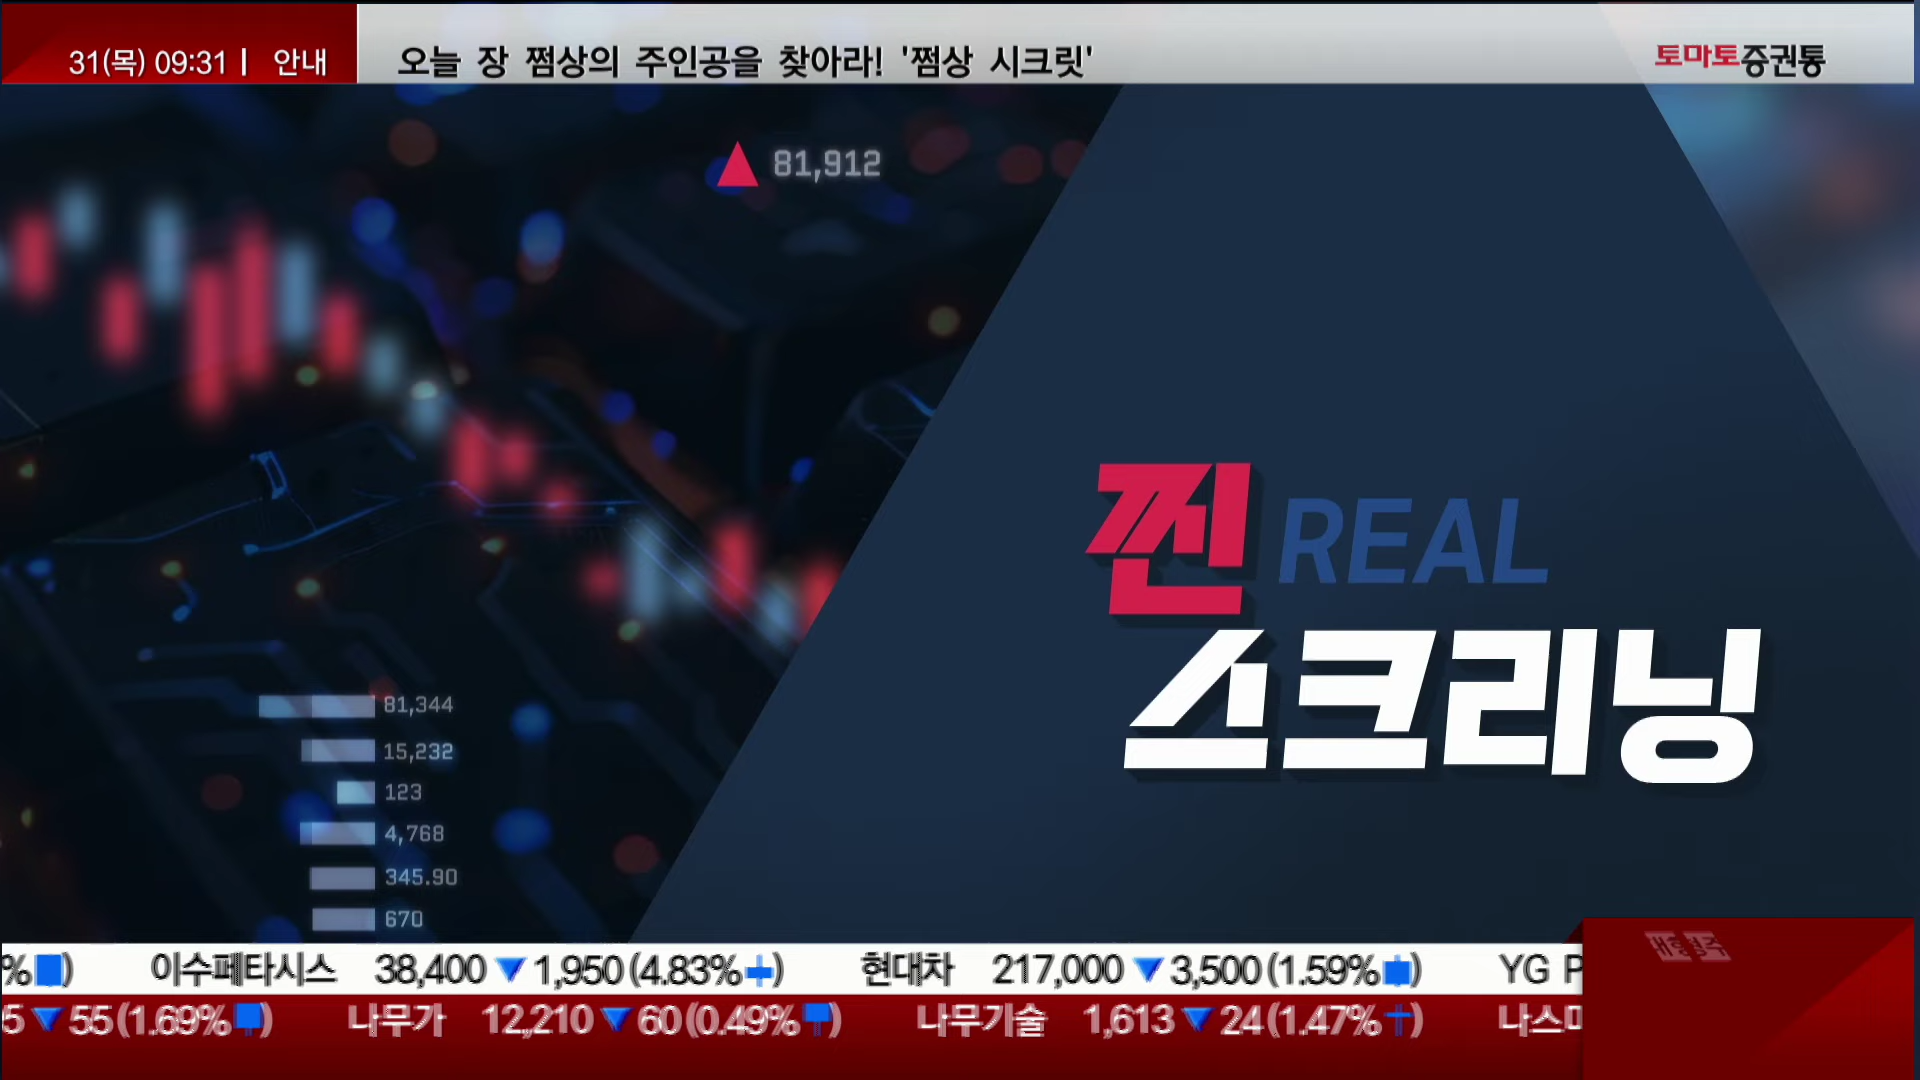 31(목) 09:31 | 안내
오늘 장 쩜상의 주인공을 찾아라! '쩜상 시크릿'
토마토증권통
▲ 81,912
찐 REAL
스크리닝
81,344
15,232
123
4,768
345.90
670
%■) 이수페타시스 38,400 ▼ 1,950 (4.83%+) 현대차 217,000 ▼ 3,500 (1.59%■) YG P
5 ▼ 55 (1.69%■) 나무가 12,210 ▼ 60 (0.49%■) 나무기술 1,613 ▼ 24 (1.47%+) 나스미